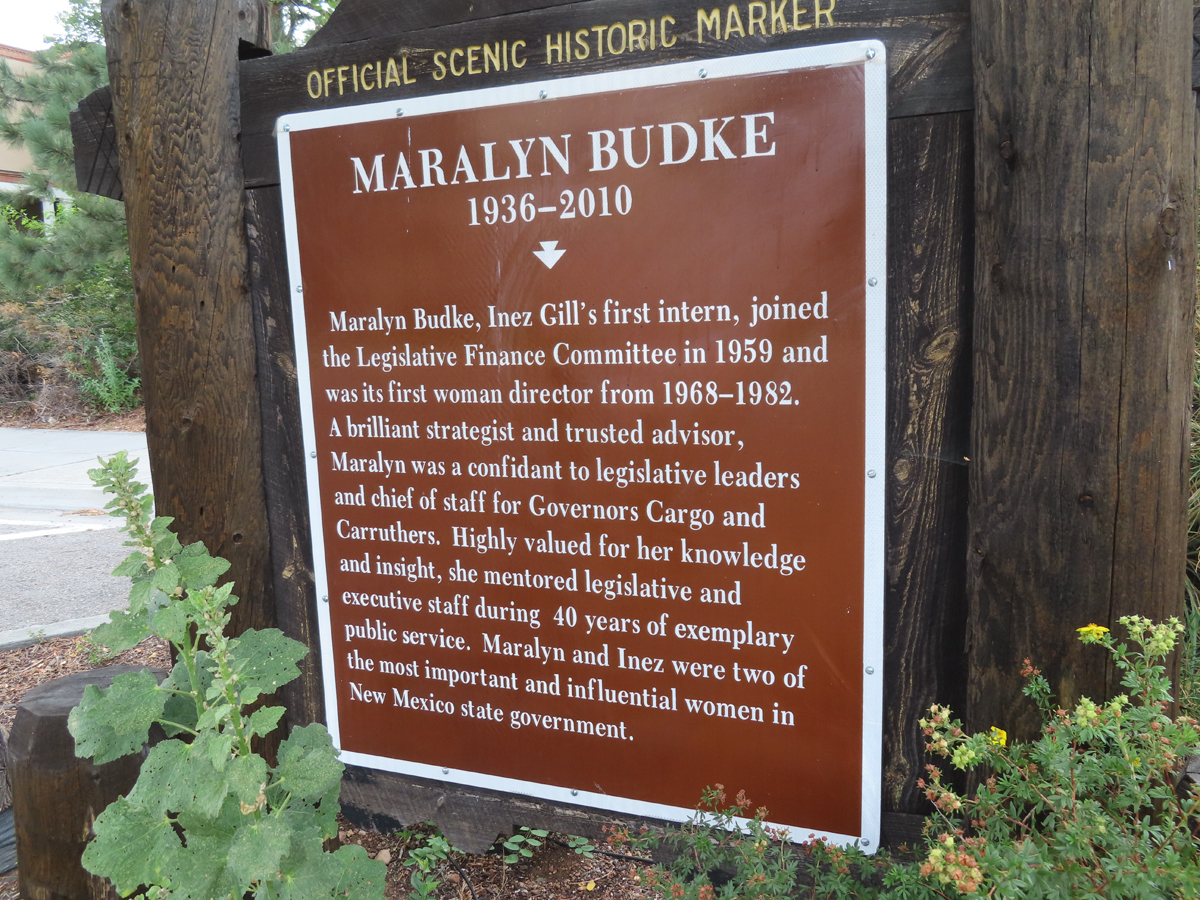 OFFICIAL SCENIC HISTORIC MARKER
MARALYN BUDKE
1936–2010
Maralyn Budke, Inez Gill's first intern, joined
the Legislative Finance Committee in 1959 and
was its first woman director from 1968–1982.
A brilliant strategist and trusted advisor,
Maralyn was a confidant to legislative leaders
and chief of staff for Governors Cargo and
Carruthers. Highly valued for her knowledge
and insight, she mentored legislative and
executive staff during 40 years of exemplary
public service. Maralyn and Inez were two of
the most important and influential women in
New Mexico state government.